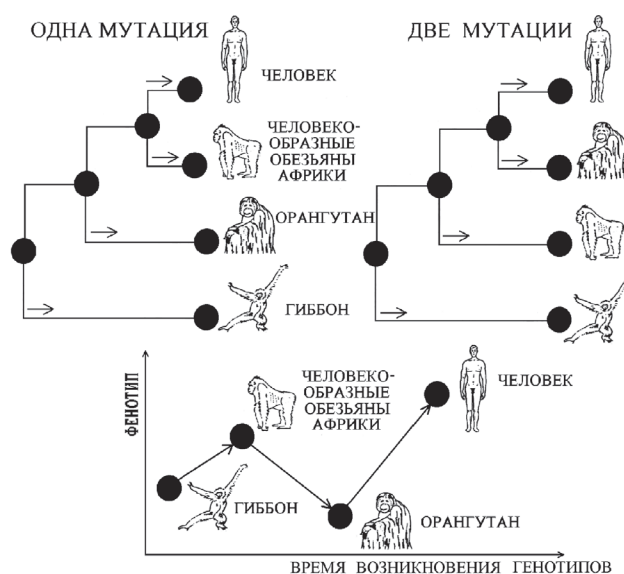 ОДНА МУТАЦИЯ
ДВЕ МУТАЦИИ
ЧЕЛОВЕК
ЧЕЛОВЕКО-
ОБРАЗНЫЕ
ОБЕЗЬЯНЫ
АФРИКИ
ОРАНГУТАН
ГИББОН
ФЕНОТИП
ЧЕЛОВЕКО-
ОБРАЗНЫЕ
ОБЕЗЬЯНЫ
АФРИКИ
ЧЕЛОВЕК
ГИББОН
ОРАНГУТАН
ВРЕМЯ ВОЗНИКНОВЕНИЯ ГЕНОТИПОВ